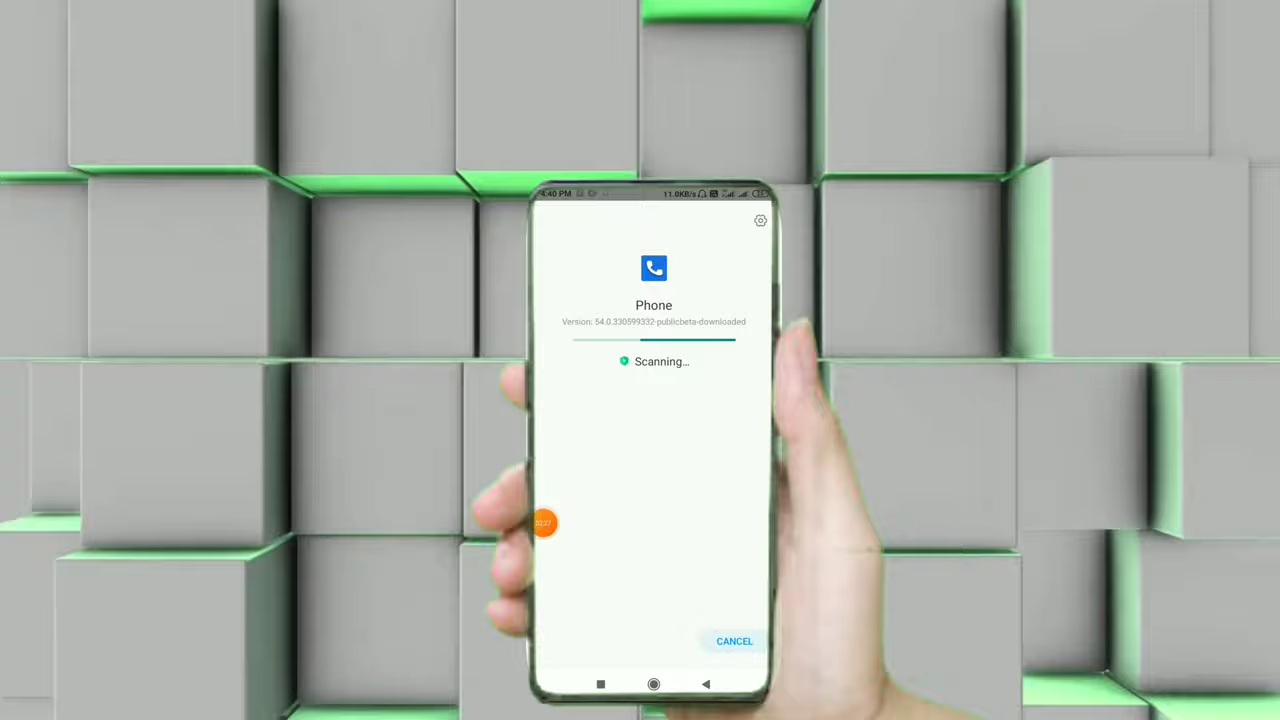 4:40 PM
11.0KB/s
Phone
Version: 54.0.330599332-publicbeta-downloaded
Scanning...
CANCEL